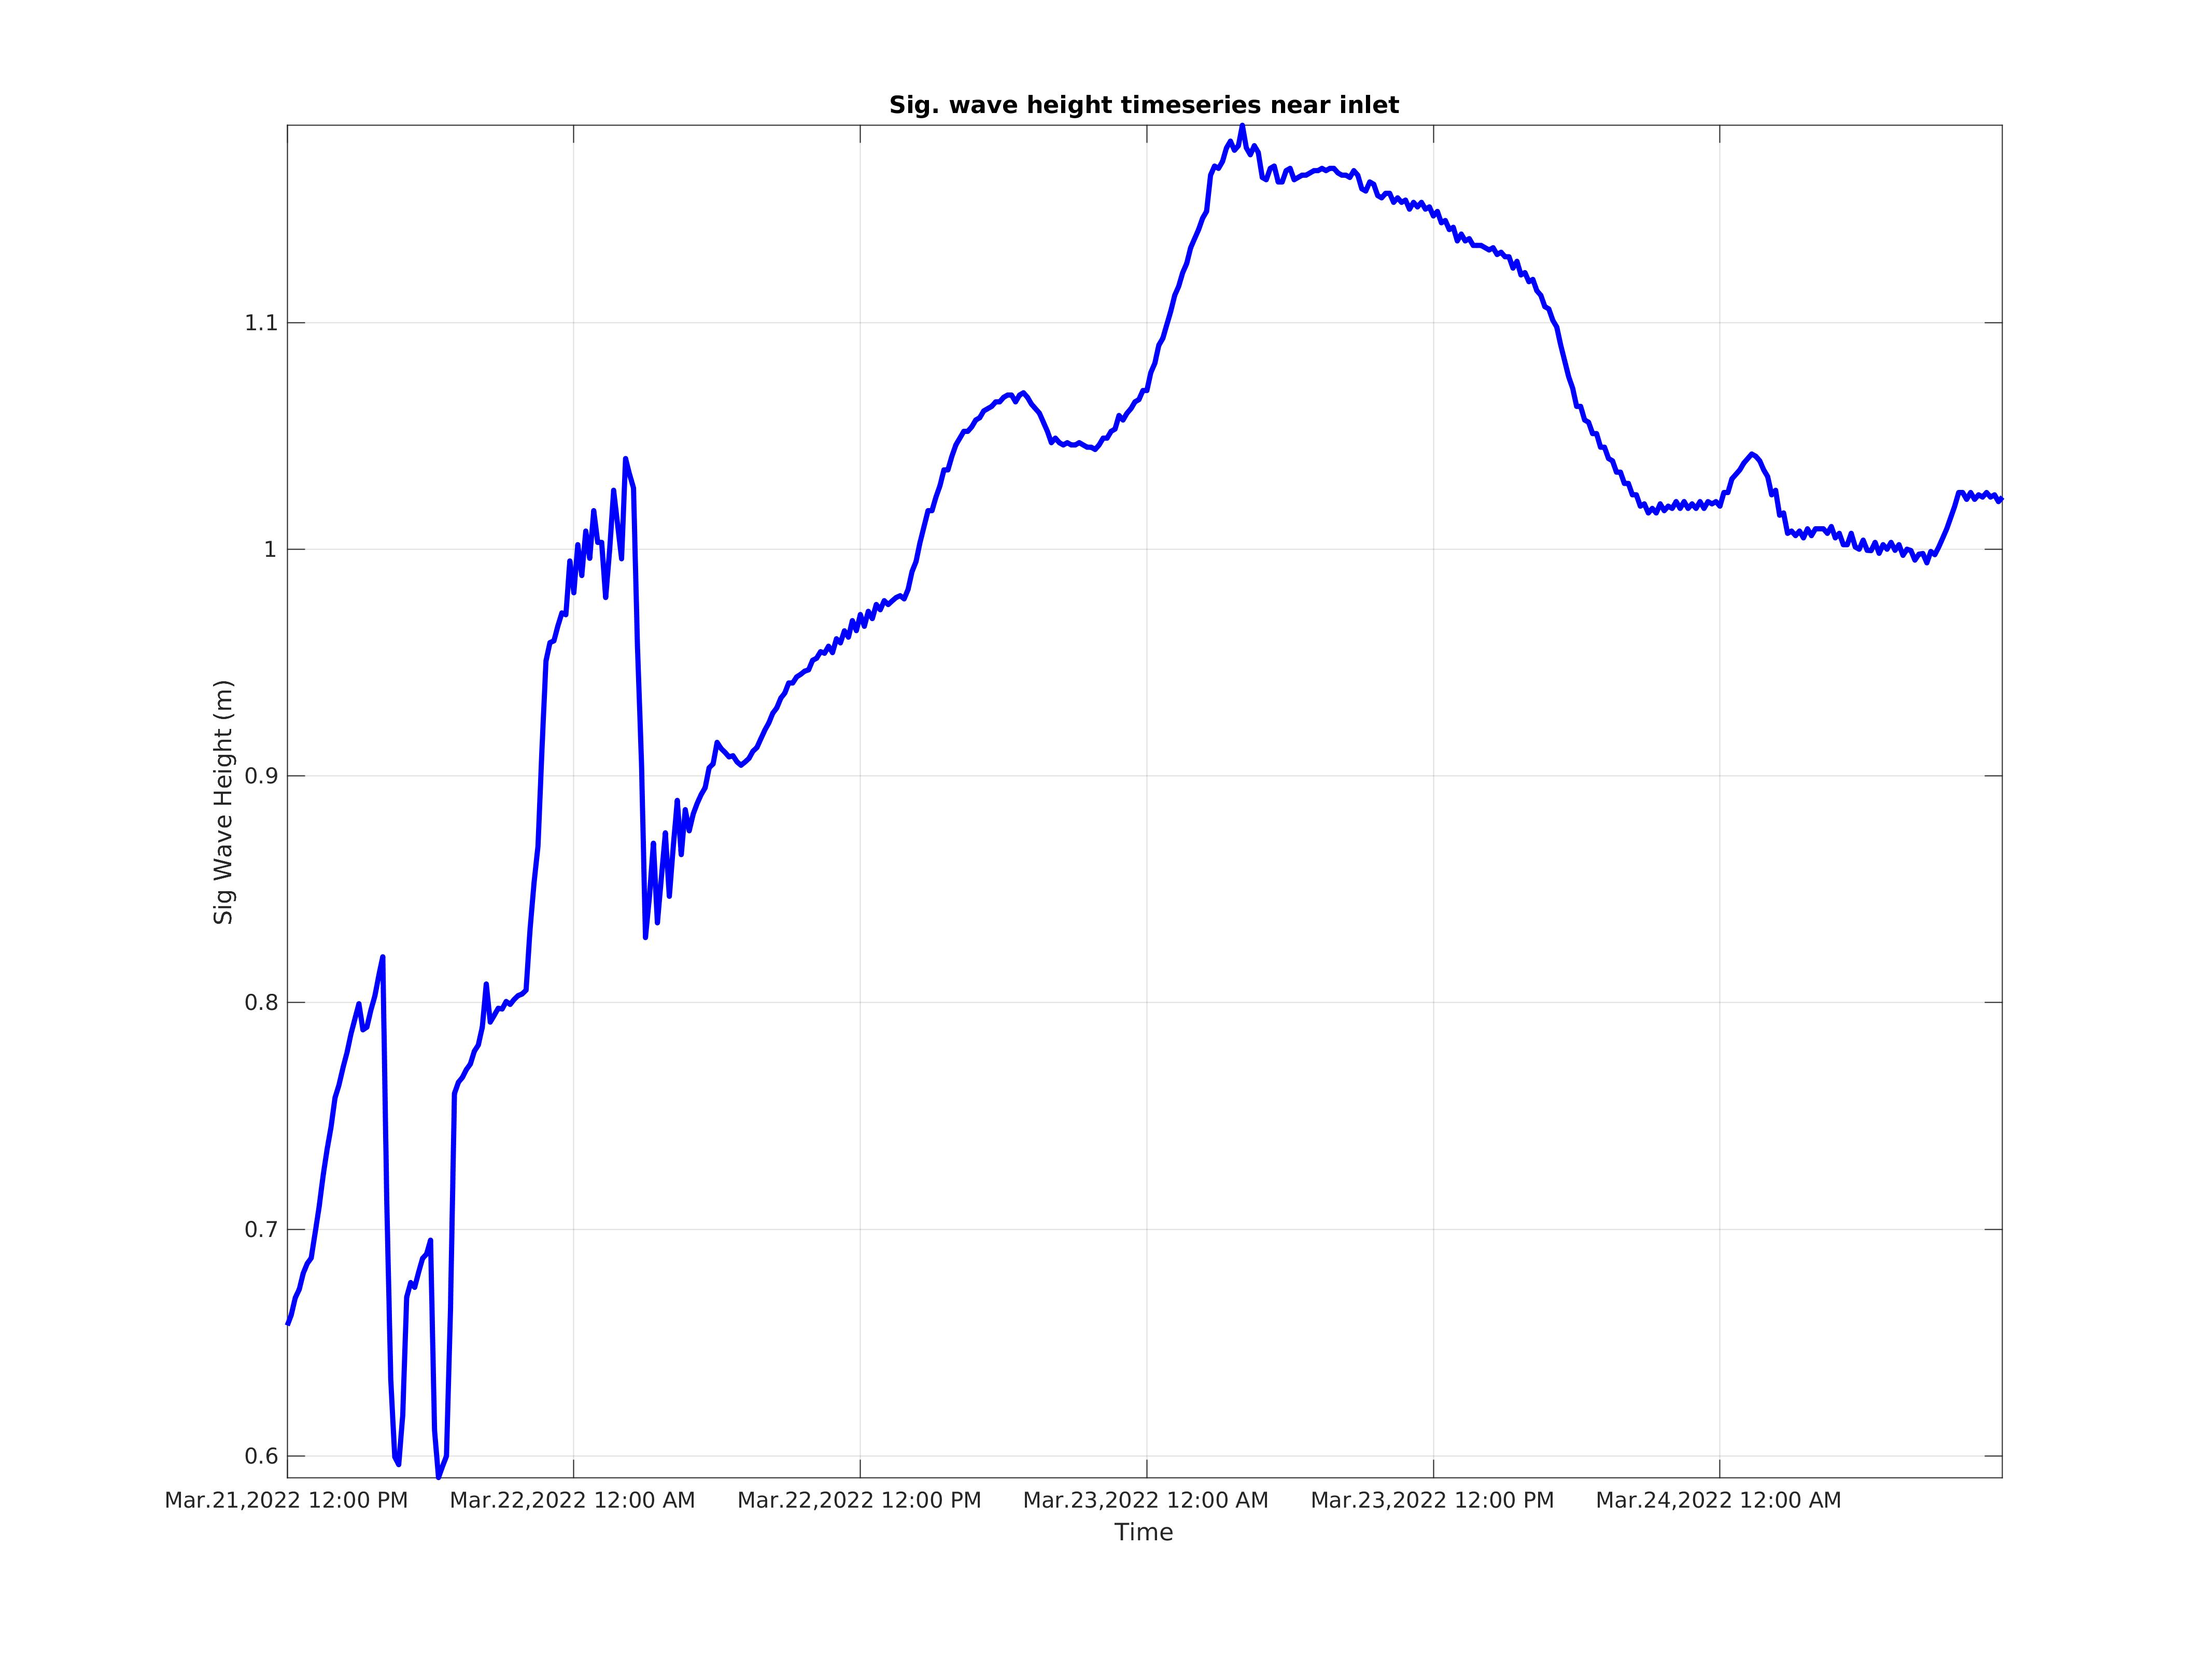 Sig. wave height timeseries near inlet
Sig Wave Height (m)
1.1
1
0.9
0.8
0.7
0.6
Mar.21,2022 12:00 PM Mar.22,2022 12:00 AM Mar.22,2022 12:00 PM Mar.23,2022 12:00 AM Mar.23,2022 12:00 PM Mar.24,2022 12:00 AM
Time